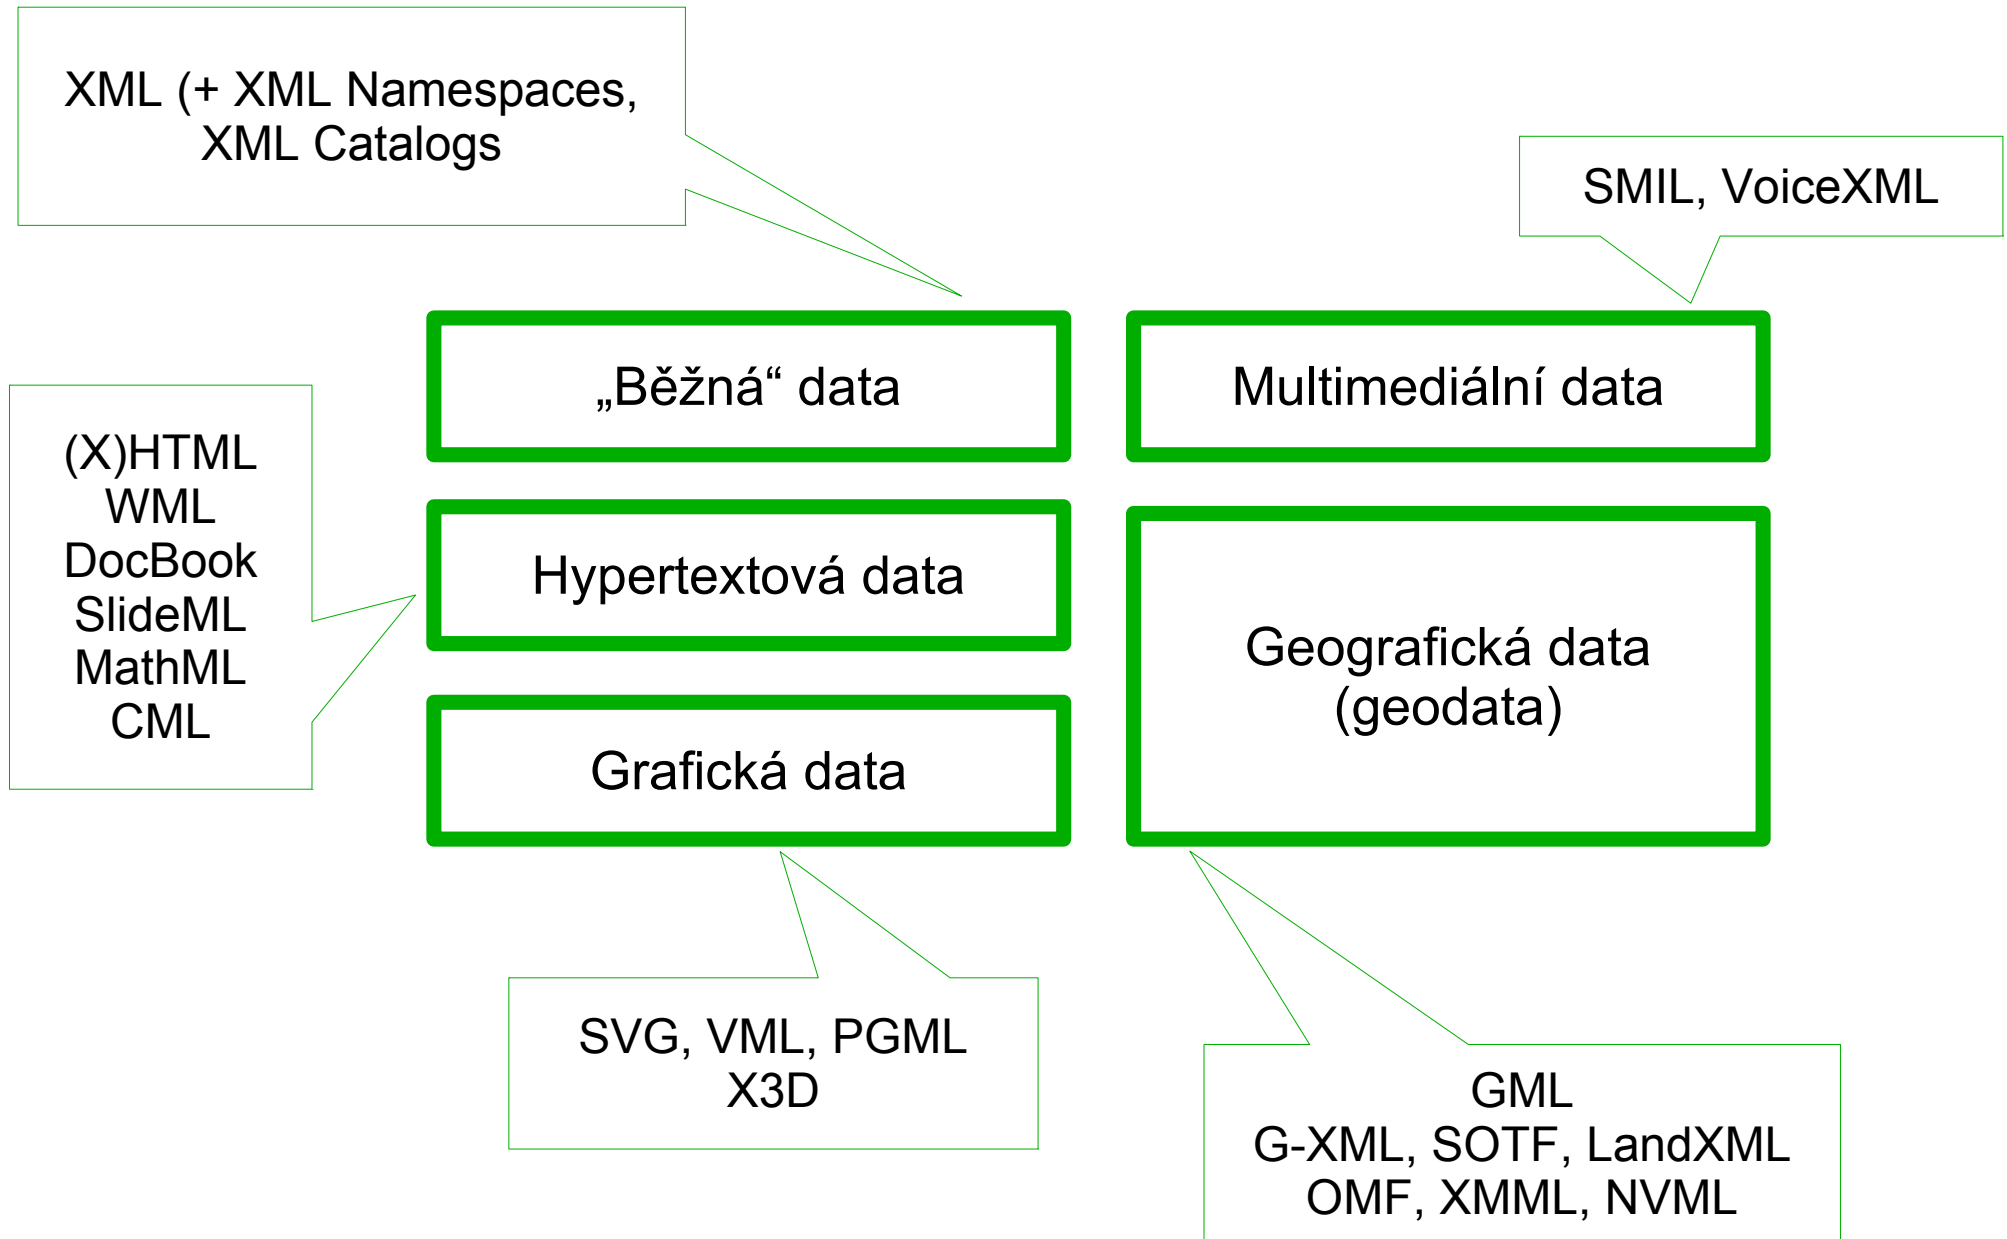 XML (+ XML Namespaces,
XML Catalogs
SMIL, VoiceXML
„Běžná“ data
Multimediální data
(X)HTML
WML
DocBook
SlideML
MathML
CML
Hypertextová data
Geografická data
(geodata)
Grafická data
SVG, VML, PGML
X3D
GML
G-XML, SOTF, LandXML
OMF, XMML, NVML